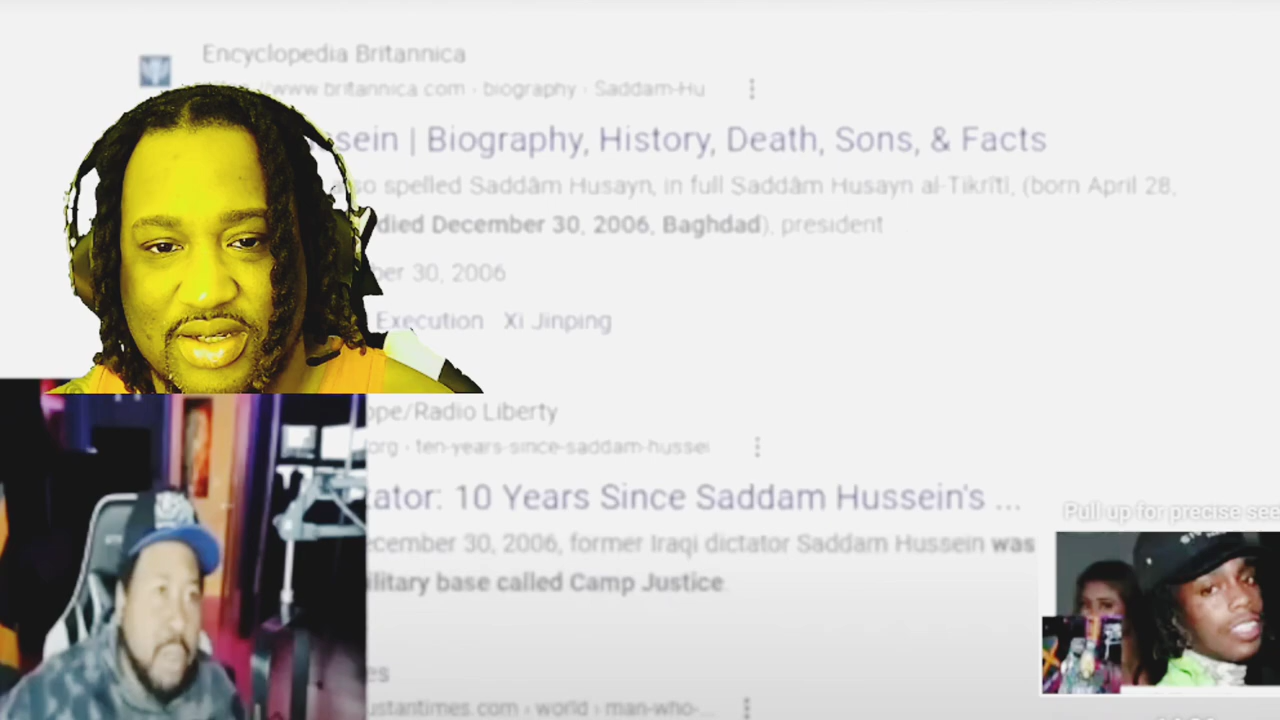 Encyclopedia Britannica
www.britannica.com › biography › Saddam-Hu
ssein | Biography, History, Death, Sons, & Facts
so spelled Saddām Husayn, in full Saddām Husayn al-Tikrītī, (born April 28,
died December 30, 2006, Baghdad), president
ber 30, 2006
Execution Xi Jinping
ope/Radio Liberty
org › ten-years-since-saddam-hussei
tator: 10 Years Since Saddam Hussein's ...
ecember 30, 2006, former Iraqi dictator Saddam Hussein was
ilitary base called Camp Justice.
Pull up for precise see
es
ustantimes.com › world › man-who-...